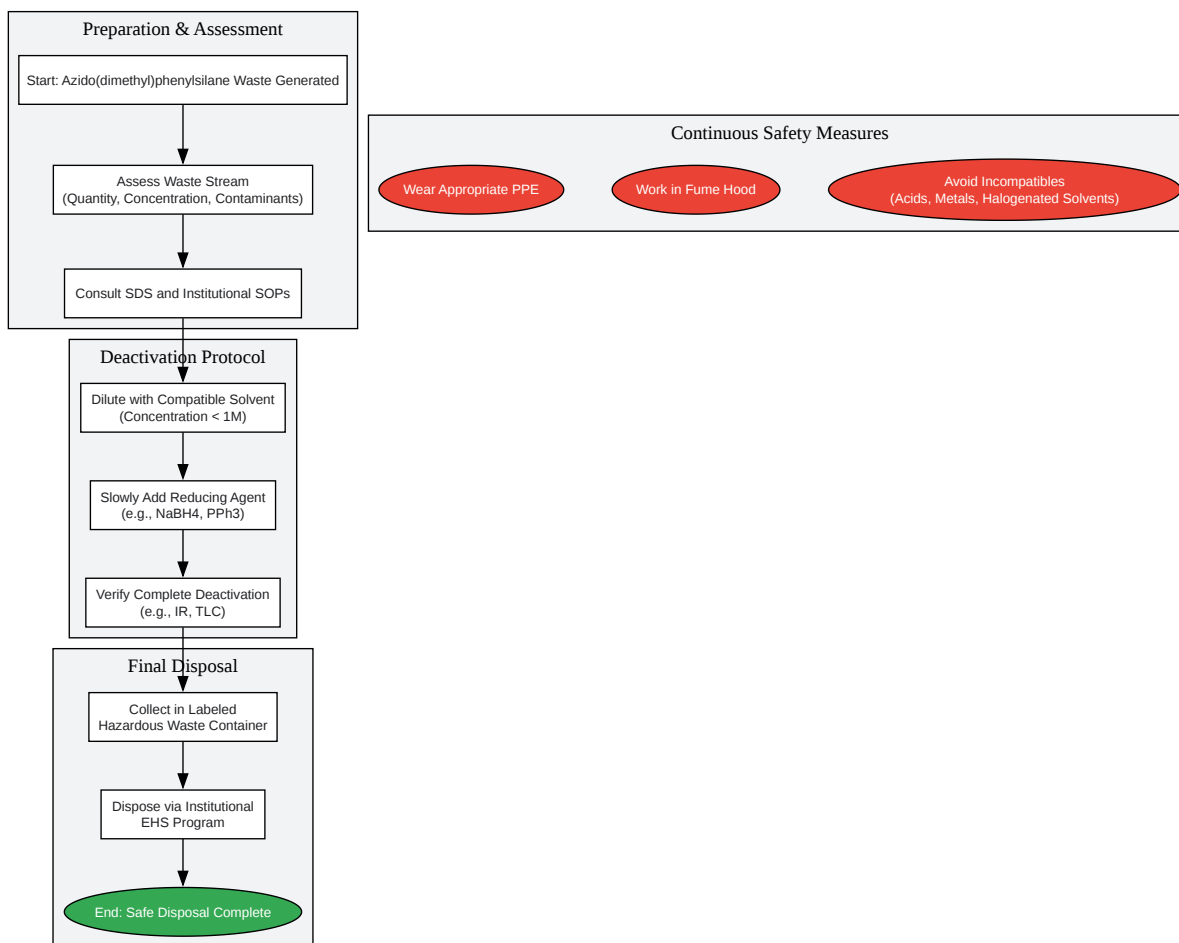 Preparation & Assessment
Start: Azido(dimethyl)phenylsilane Waste Generated
Assess Waste Stream
(Quantity, Concentration, Contaminants)
Consult SDS and Institutional SOPs
Continuous Safety Measures
Wear Appropriate PPE
Work in Fume Hood
Avoid Incompatibles
(Acids, Metals, Halogenated Solvents)
Deactivation Protocol
Dilute with Compatible Solvent
(Concentration < 1M)
Slowly Add Reducing Agent
(e.g., NaBH4, PPh3)
Verify Complete Deactivation
(e.g., IR, TLC)
Final Disposal
Collect in Labeled
Hazardous Waste Container
Dispose via Institutional
EHS Program
End: Safe Disposal Complete